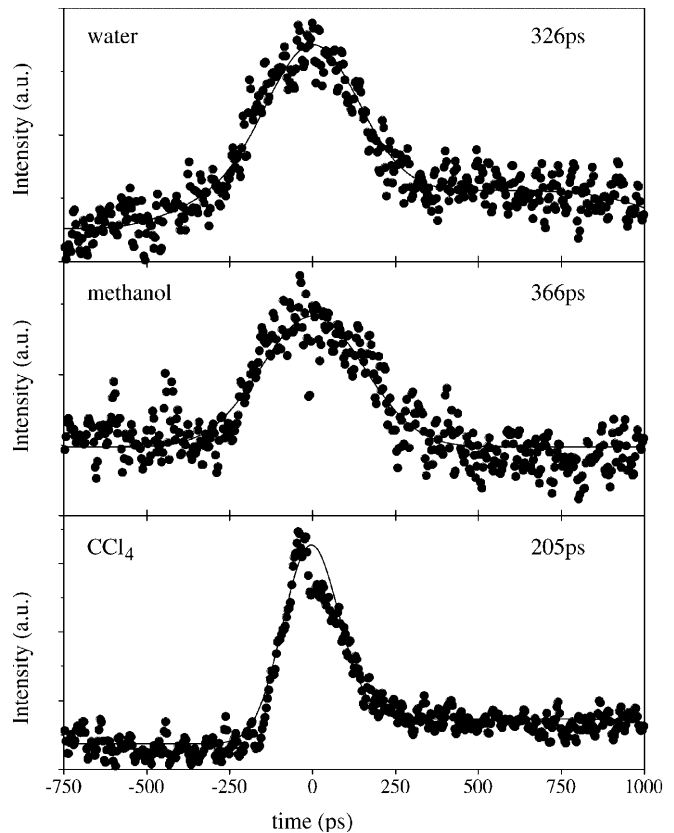 water 326ps
Intensity (a.u.)
methanol 366ps
Intensity (a.u.)
CCl4 205ps
Intensity (a.u.)
-750 -500 -250 0 250 500 750 1000
time (ps)